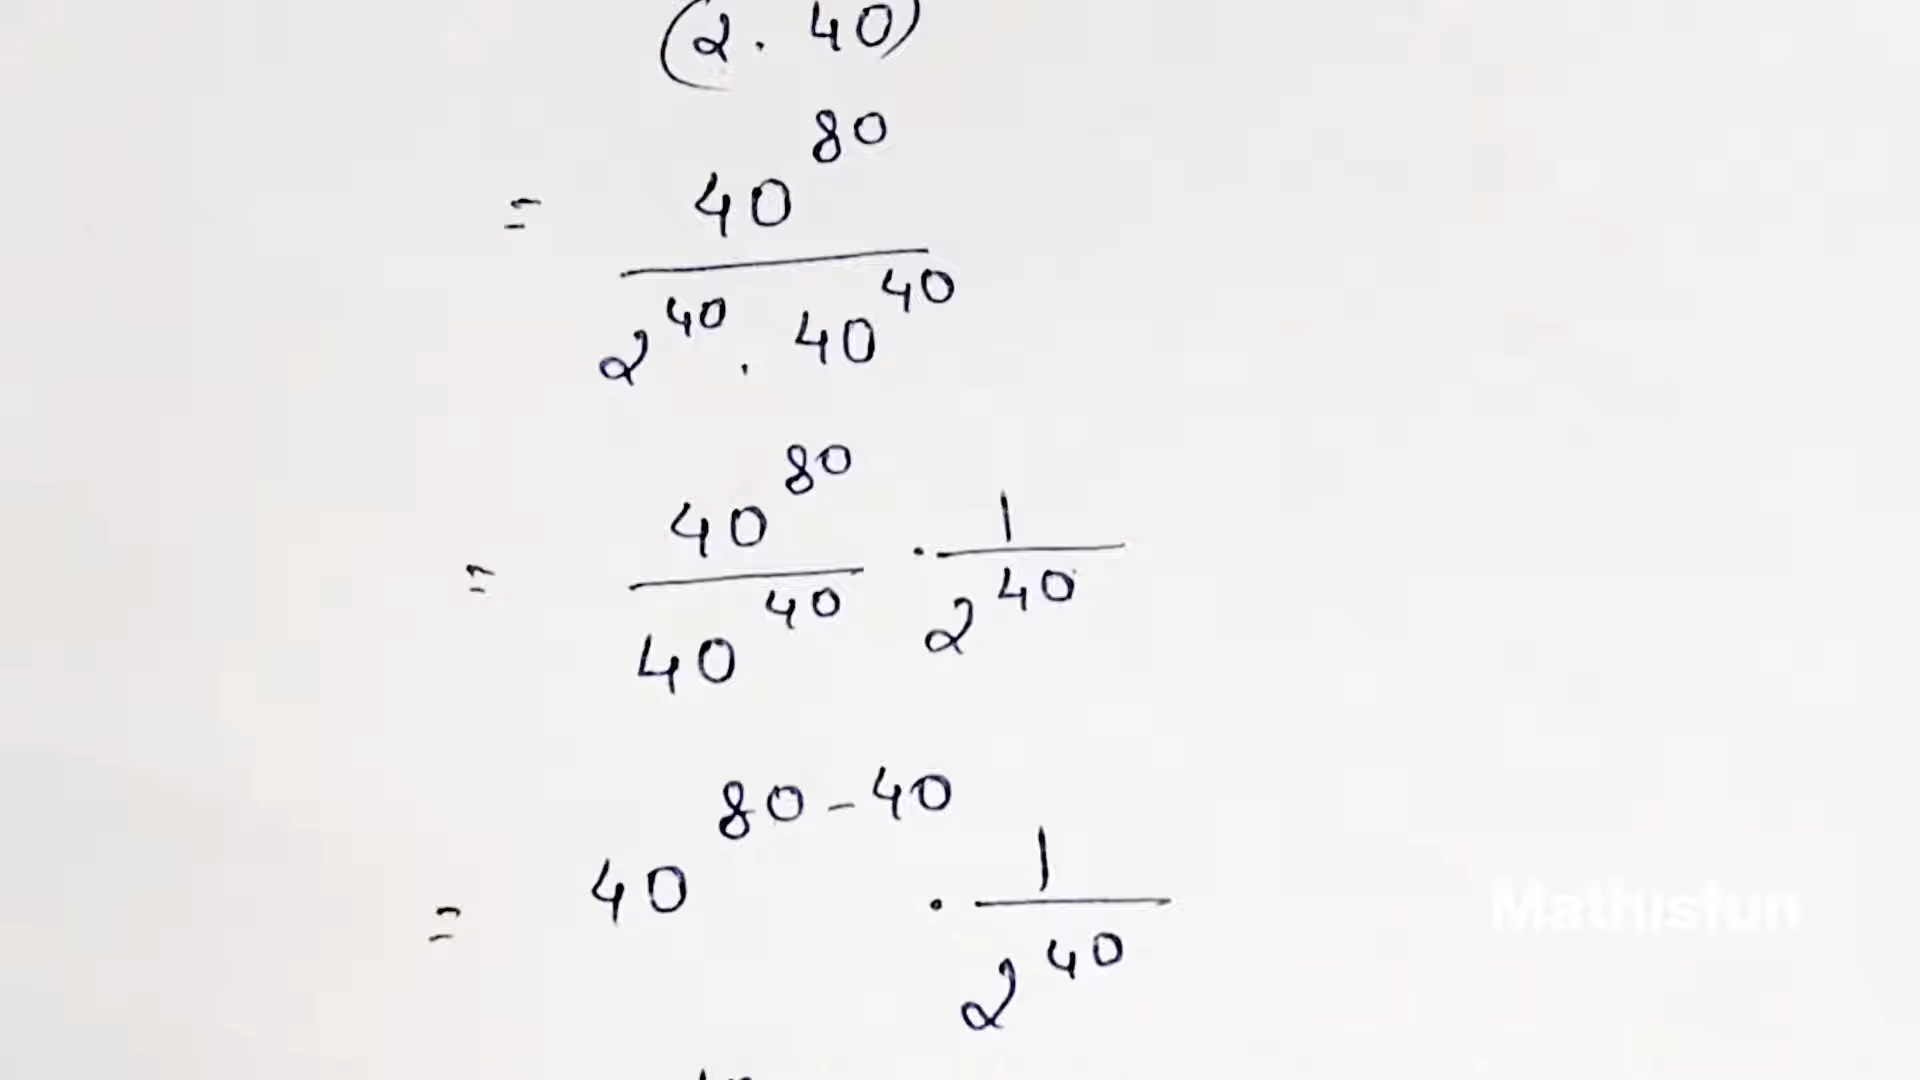 (2. 40)
= 40^80 / 2^40 . 40^40
= 40^80 / 40^40 . 1 / 2^40
= 40^80-40 . 1 / 2^40
Mathisfun